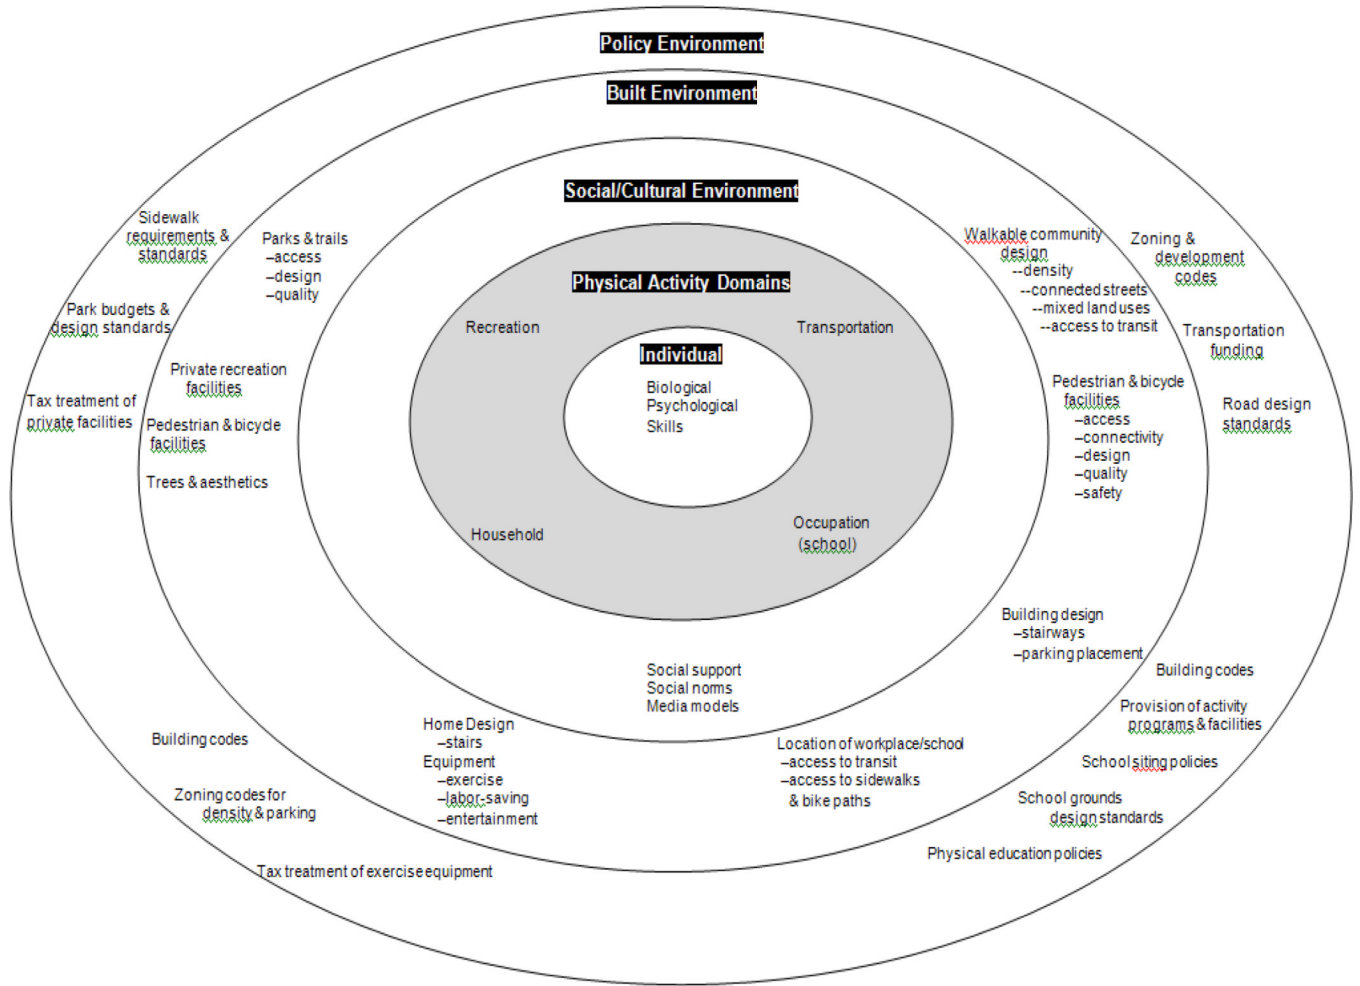 Policy Environment
Built Environment
Social/Cultural Environment
Physical Activity Domains
Individual
Biological
Psychological
Skills
Recreation
Transportation
Household
Occupation
(school)
Social support
Social norms
Media models
Sidewalk
requirements &
standards
Park budgets &
design standards
Tax treatment of
private facilities
Parks & trails
–access
–design
–quality
Private recreation
facilities
Pedestrian & bicycle
facilities
Trees & aesthetics
Walkable community
design
--density
--connected streets
--mixed land uses
--access to transit
Pedestrian & bicycle
facilities
–access
–connectivity
–design
–quality
–safety
Zoning &
development
codes
Transportation
funding
Road design
standards
Building design
–stairways
–parking placement
Building codes
Provision of activity
programs & facilities
School siting policies
School grounds
design standards
Physical education policies
Location of workplace/school
–access to transit
–access to sidewalks
& bike paths
Home Design
–stairs
Equipment
–exercise
–labor-saving
–entertainment
Building codes
Zoning codes for
density & parking
Tax treatment of exercise equipment